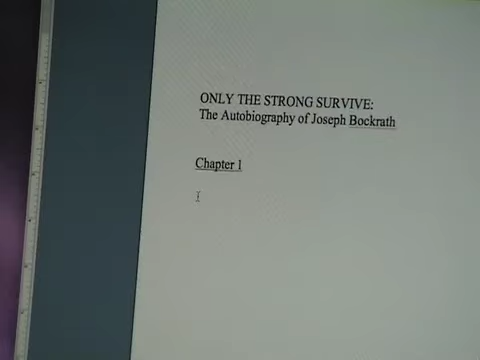 ONLY THE STRONG SURVIVE:
The Autobiography of Joseph Bockrath
Chapter 1